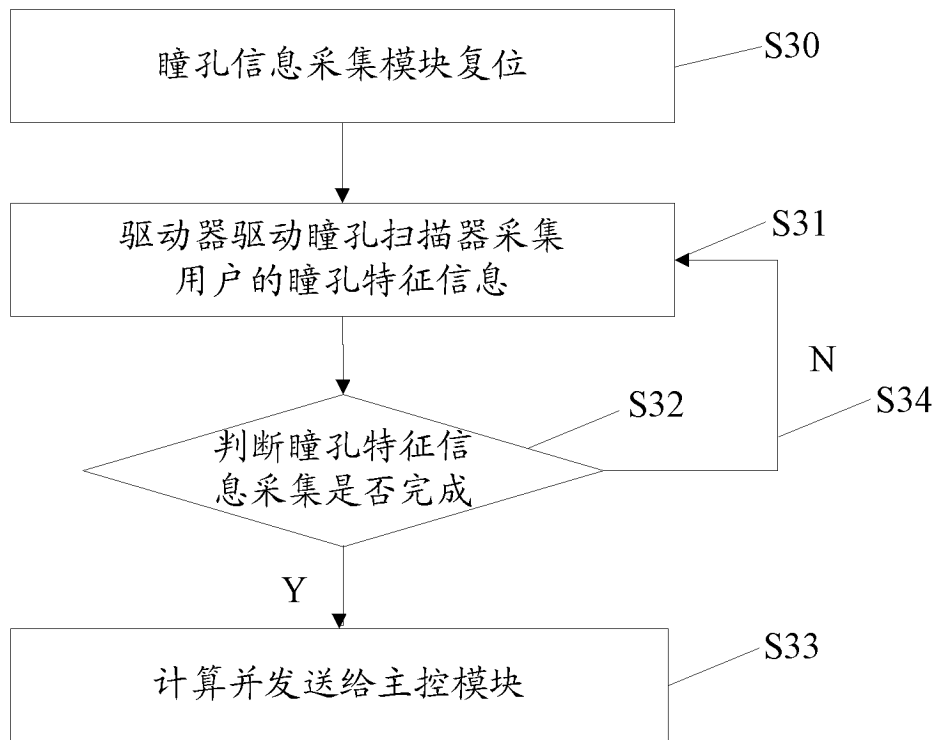 瞳孔信息采集模块复位
S30
驱动器驱动瞳孔扫描器采集
用户的瞳孔特征信息
S31
N
S34
S32
判断瞳孔特征信
息采集是否完成
Y
计算并发送给主控模块
S33